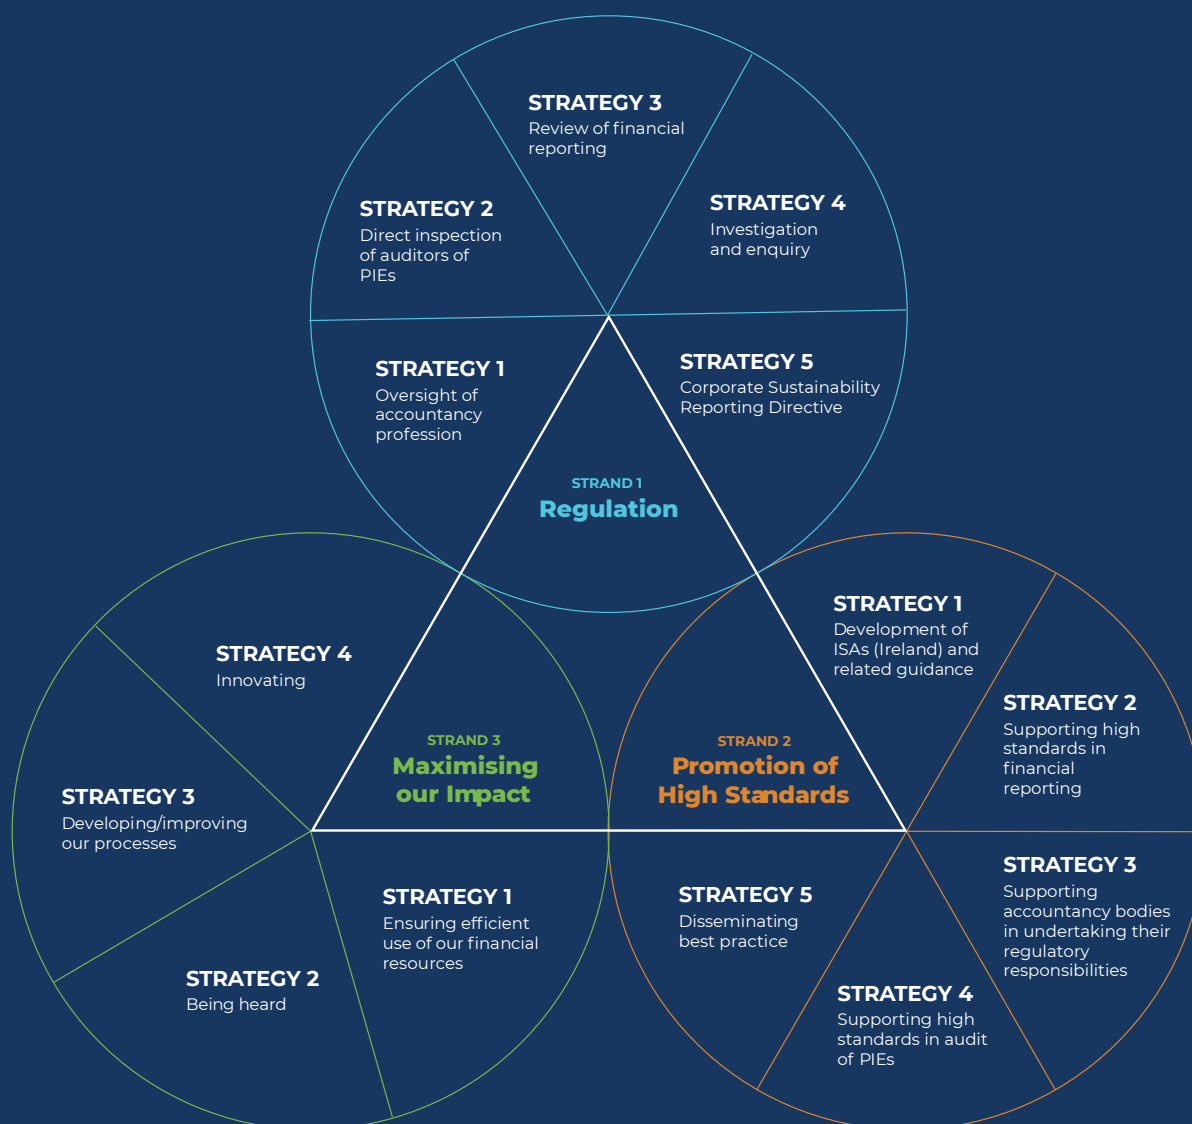 STRATEGY 3
Review of financial
reporting
STRATEGY 2
Direct inspection
of auditors of
PIEs
STRATEGY 4
Investigation
and enquiry
STRATEGY 1
Oversight of
accountancy
profession
STRATEGY 5
Corporate Sustainability
Reporting Directive
STRAND 1
Regulation
STRATEGY 1
Development of
ISAs (Ireland) and
related guidance
STRATEGY 2
Supporting high
standards in
financial
reporting
STRATEGY 3
Supporting
accountancy bodies
in undertaking their
regulatory
responsibilities
STRATEGY 4
Supporting high
standards in audit
of PIEs
STRATEGY 5
Disseminating
best practice
STRAND 2
Promotion of
High Standards
STRATEGY 4
Innovating
STRAND 3
Maximising
our Impact
STRATEGY 3
Developing/improving
our processes
STRATEGY 1
Ensuring efficient
use of our financial
resources
STRATEGY 2
Being heard